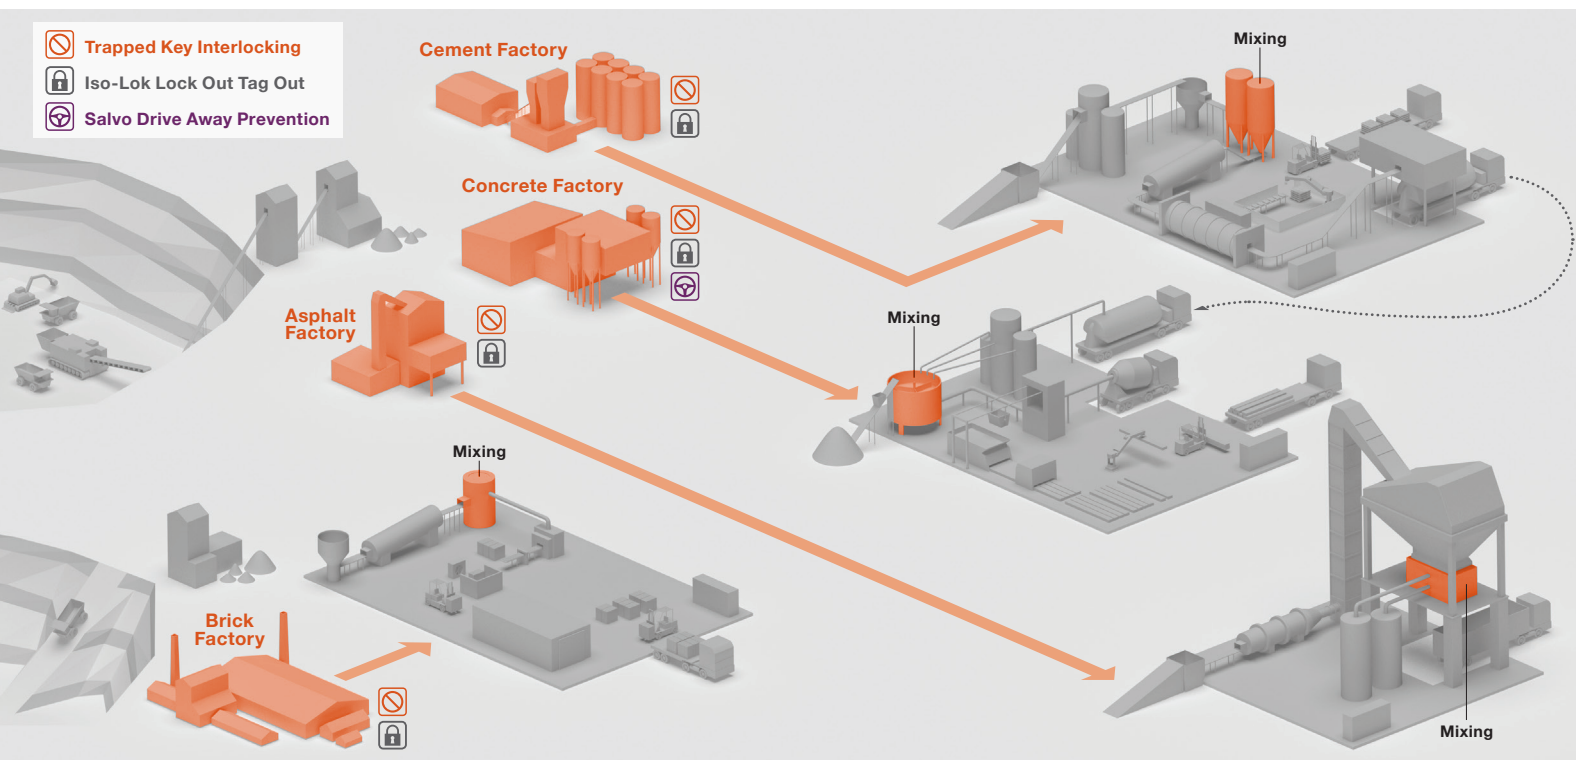 Trapped Key Interlocking
Iso-Lok Lock Out Tag Out
Salvo Drive Away Prevention
Cement Factory
Mixing
Concrete Factory
Asphalt
Factory
Mixing
Mixing
Brick
Factory
Mixing